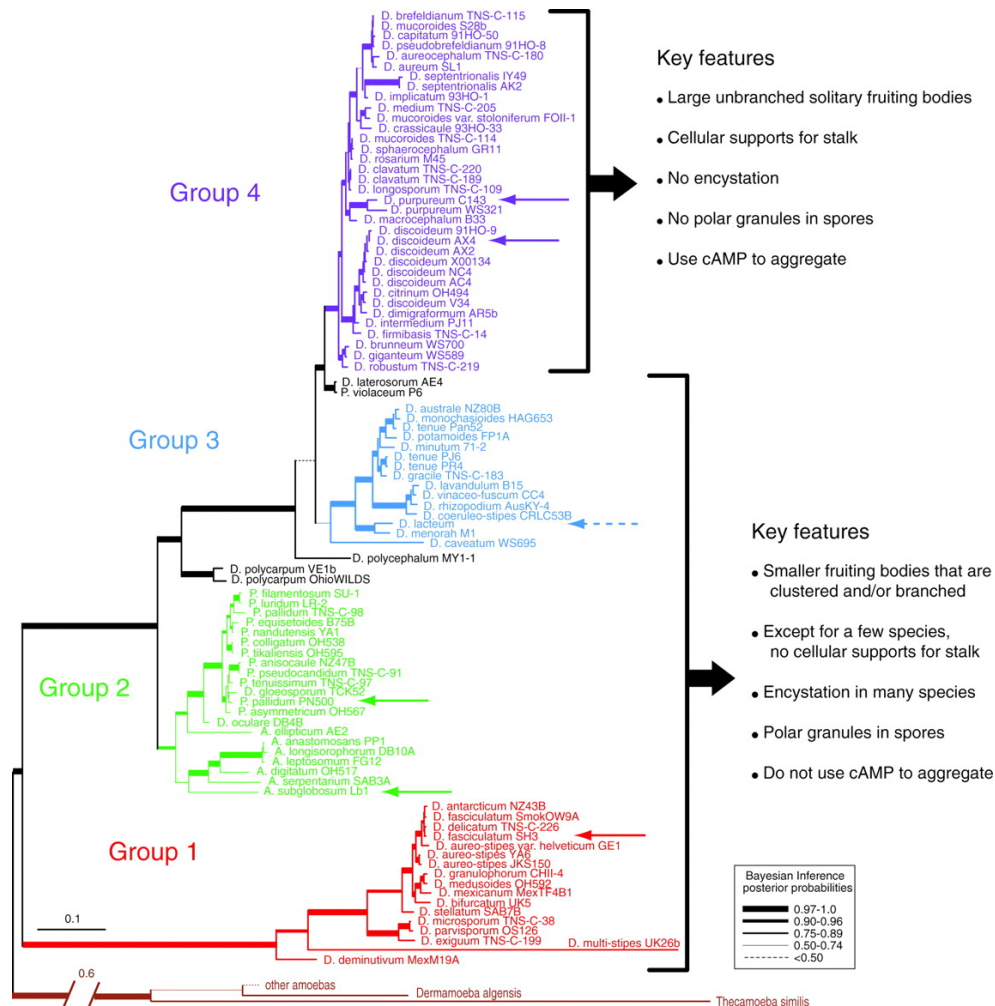 D. brefeldianum TNS-C-115
D. mucoroides S28b
D. capitatum 91HO-50
D. pseudobrefeldianum 91HO-8
D. aureocephalum TNS-C-180
D. aureum SL1
D. septentrionalis IY49
D. septentrionalis AK2
D. implicatum 93HO-1
D. medium TNS-C-205
D. mucoroides var. stoloniferum FOII-1
D. crassicaule 93HO-33
D. mucoroides TNS-C-114
D. sphaerocephalum GR11
D. rosarium M45
D. clavatum TNS-C-220
D. clavatum TNS-C-189
D. longosporum TNS-C-109
D. purpureum C143
D. purpureum WS321
D. macrocephalum B33
D. discoideum 91HO-9
D. discoideum AX4
D. discoideum AX2
D. discoideum X00134
D. discoideum NC4
D. discoideum AC4
D. citrinum OH494
D. discoideum V34
D. dimigraformum AR5b
D. intermedium PJ11
D. firmibasis TNS-C-14
D. brunneum WS700
D. giganteum WS589
D. robustum TNS-C-219
Group 4
Key features
• Large unbranched solitary fruiting bodies
• Cellular supports for stalk
• No encystation
• No polar granules in spores
• Use cAMP to aggregate
D. laterosorum AE4
P. violaceum P6
D. australe NZ80B
D. monochasioides HAG653
D. tenue Pan52
D. potamoides FP1A
D. minutum 71-2
D. tenue PJ6
D. tenue PR4
D. gracile TNS-C-183
D. lavandulum B15
D. vinaceo-fuscum CC4
D. rhizopodium AusKY-4
D. coeruleo-stipes CRLC53B
D. lacteum
D. menorah M1
D. caveatum WS695
Group 3
D. polycephalum MY1-1
D. polycarpum VE1b
D. polycarpum OhioWILDS
P. filamentosum SU-1
P. luridum LR-2
P. pallidum TNS-C-98
P. equisetoides B75B
P. nandutensis YA1
P. colligatum OH538
P. tikaliensis OH595
P. anisocaule NZ47B
P. pseudocandidum TNS-C-91
P. tenuissimum TNS-C-97
D. gloeosporum TCK52
P. pallidum PN500
P. asymmetricum OH567
D. oculare DB4B
A. ellipticum AE2
A. anastomosans PP1
A. longisorophorum DB10A
A. leptosomum FG12
A. digitatum OH517
A. serpentarium SAB3A
A. subglobosum Lb1
Group 2
Key features
• Smaller fruiting bodies that are
clustered and/or branched
• Except for a few species,
no cellular supports for stalk
• Encystation in many species
• Polar granules in spores
• Do not use cAMP to aggregate
D. antarcticum NZ43B
D. fasciculatum SmokOW9A
D. delicatum TNS-C-226
D. fasciculatum SH3
D. aureo-stipes var. helveticum GE1
D. aureo-stipes YA6
D. aureo-stipes JKS150
D. granulophorum CHII-4
D. medusoides OH592
D. mexicanum MexTF4B1
D. bifurcatum UK5
D. stellatum SAB7B
D. microsporum TNS-C-38
D. parvisporum OS126
D. exiguum TNS-C-199
D. multi-stipes UK26b
D. deminutivum MexM19A
Group 1
0.1
0.6
other amoebas
Dermamoeba algensis
Thecamoeba similis
Bayesian Inference
posterior probabilities
0.97-1.0
0.90-0.96
0.75-0.89
0.50-0.74
<0.50